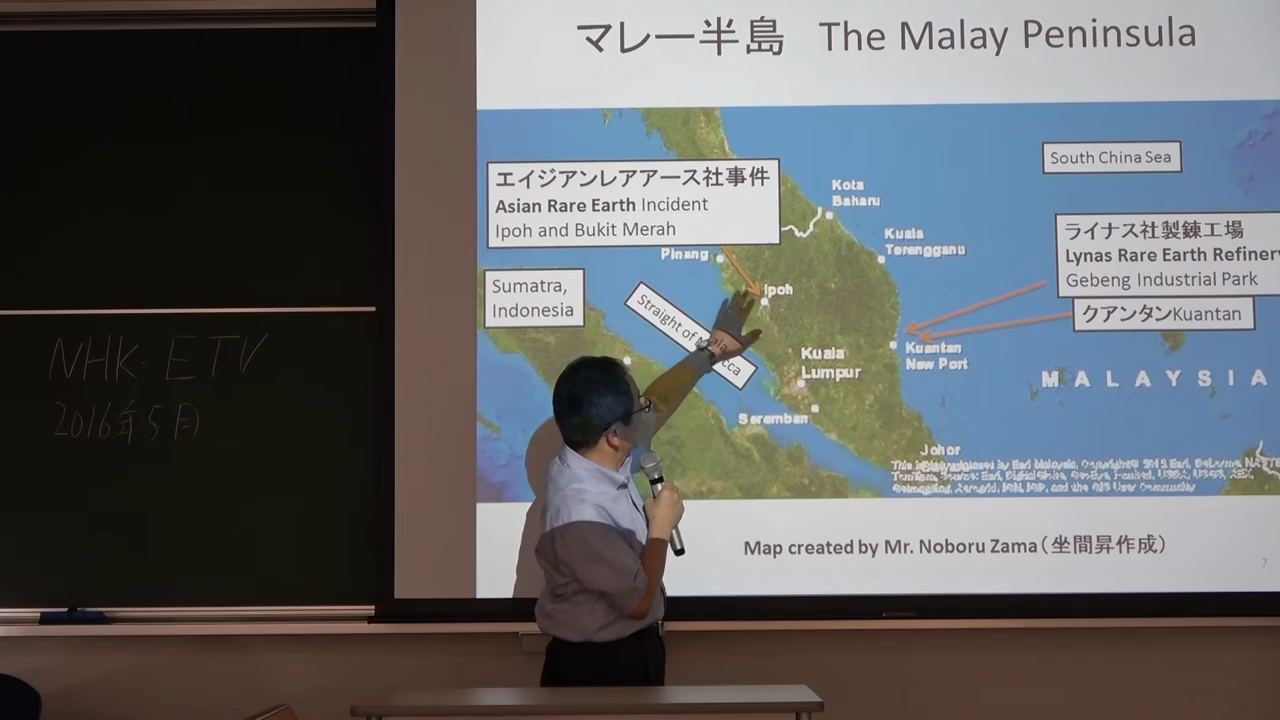 マレー半島 The Malay Peninsula
エイジアンレアアース社事件
Asian Rare Earth Incident
Ipoh and Bukit Merah
South China Sea
Kota
Baharu
Kuala
Terengganu
ライナス社製錬工場
Lynas Rare Earth Refiner
Gebeng Industrial Park
クアンタンKuantan
Pinang
Ipoh
Sumatra,
Indonesia
Straight of
cca
Kuala
Lumpur
Kuantan
New Port
MALAYSIA
Seremban
Johor
Map created by Mr. Noboru Zama(坐間昇作成)
7
NHK ETV
2016年5月